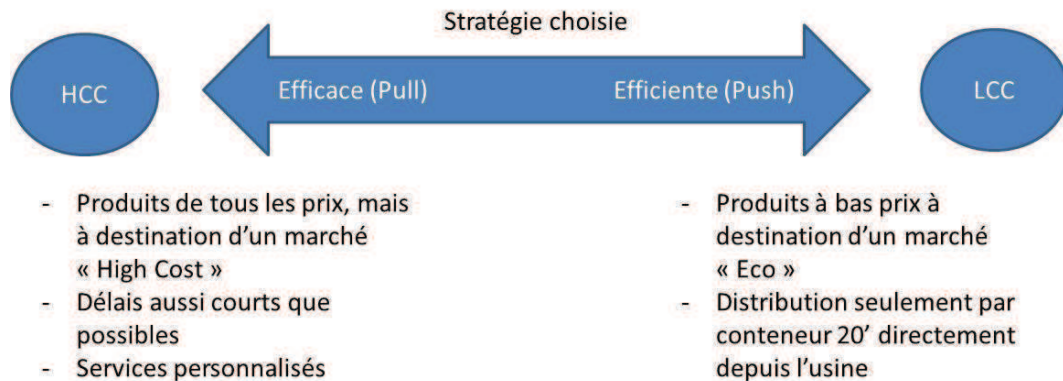 Stratégie choisie
HCC
Efficace (Pull)
Efficiente (Push)
LCC
- Produits de tous les prix, mais
à destination d’un marché
« High Cost »
- Délais aussi courts que
possibles
- Services personnalisés
- Produits à bas prix à
destination d’un marché
« Eco »
- Distribution seulement par
conteneur 20’ directement
depuis l’usine